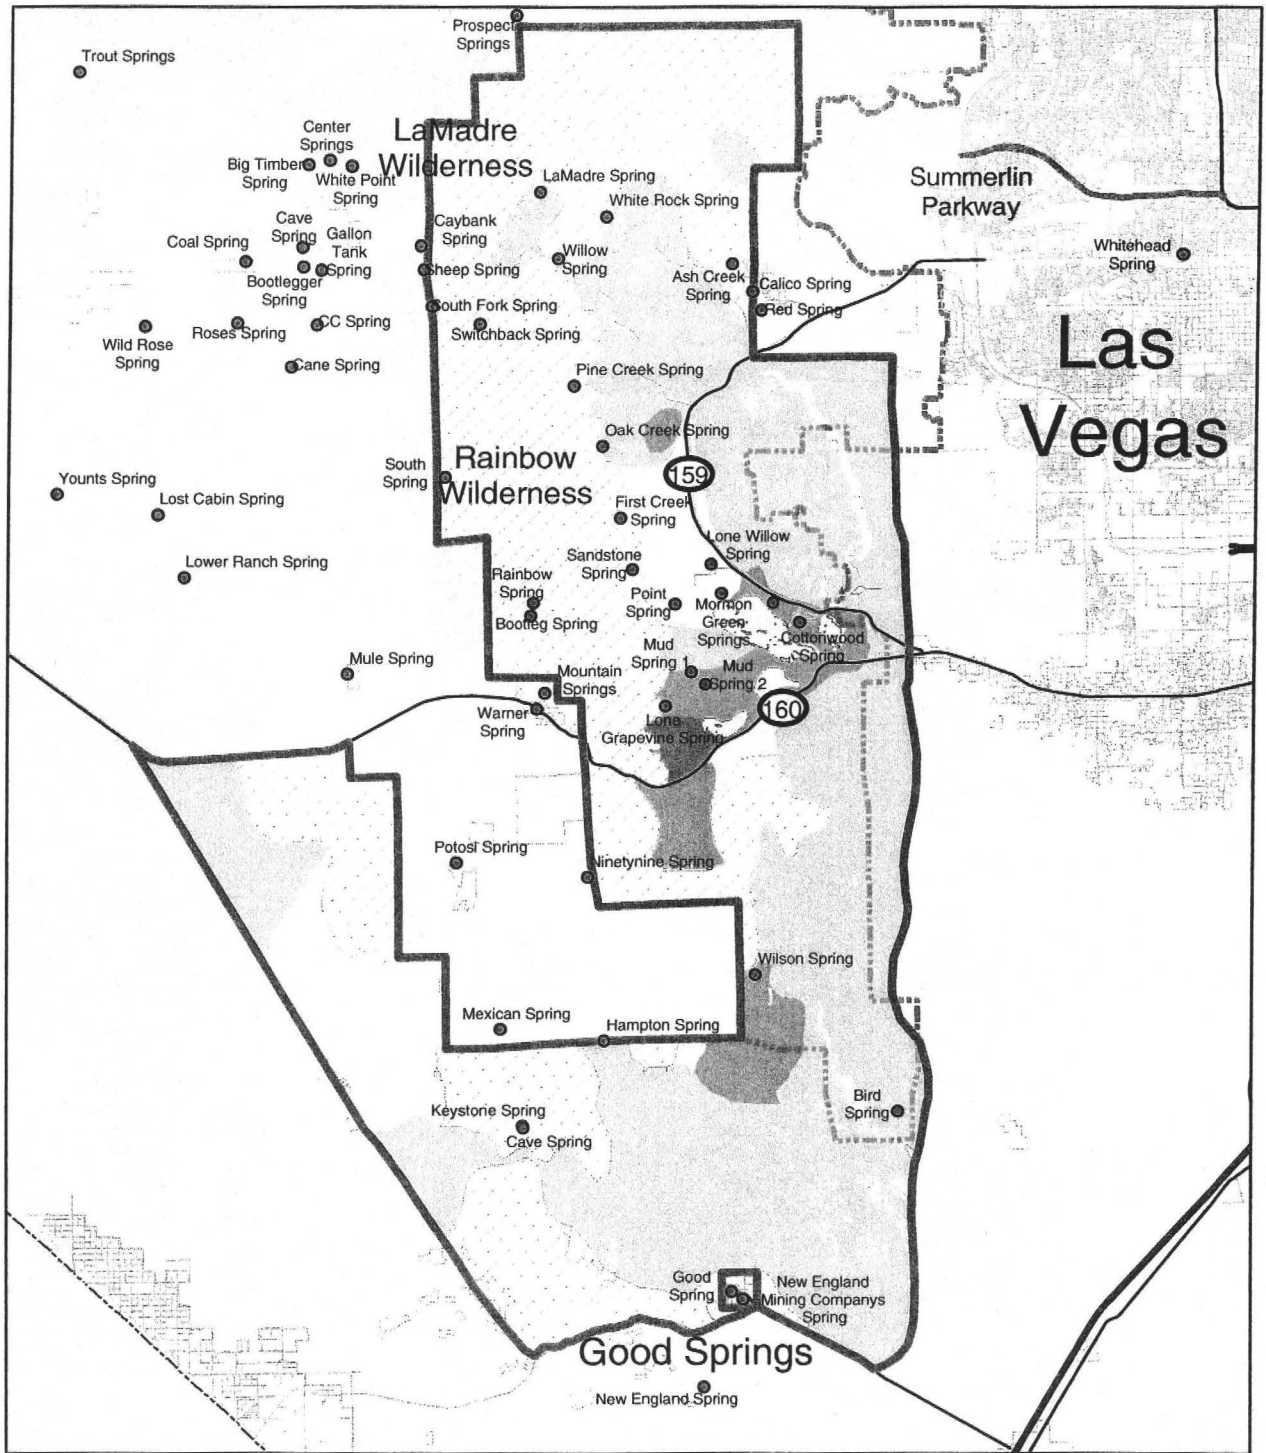 Prospect
Springs
Trout Springs
Center
Springs
LaMadre
Wilderness
Big Timber
Spring
White Point
Spring
LaMadre Spring
White Rock Spring
Summerlin
Parkway
Cave
Spring
Gallon
Tank
Spring
Coal Spring
Bootlegger
Spring
Caybank
Spring
Sheep Spring
Willow
Spring
Ash Creek
Spring
Calico Spring
Red Spring
Whitehead
Spring
South Fork Spring
Switchback Spring
Wild Rose
Spring
Roses Spring
CC Spring
Cane Spring
Las
Vegas
Pine Creek Spring
Oak Creek Spring
159
South
Spring
Rainbow
Wilderness
Younts Spring
Lost Cabin Spring
First Creek
Spring
Lone Willow
Spring
Lower Ranch Spring
Sandstone
Spring
Rainbow
Spring
Bootleg Spring
Point
Spring
Mormon
Green
Springs
Cottonwood
Spring
Mud
Spring 1
Mud
Spring 2
Mule Spring
Mountain
Springs
Warner
Spring
Lone
Grapevine Spring
160
Potosi Spring
Ninetynine Spring
Wilson Spring
Mexican Spring
Hampton Spring
Bird
Spring
Keystone Spring
Cave Spring
Good
Spring
New England
Mining Companys
Spring
Good Springs
New England Spring